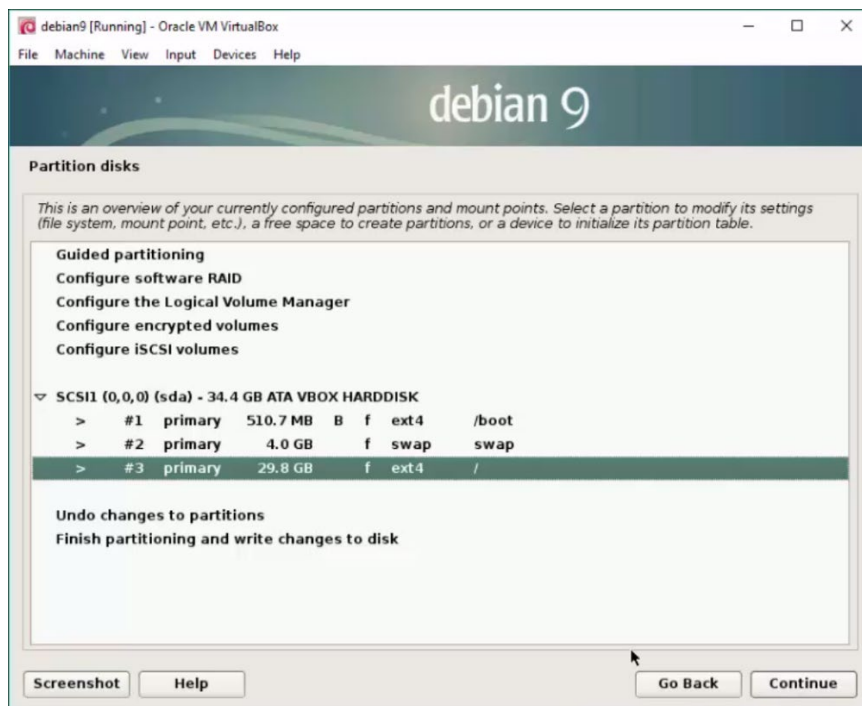 debian9 [Running] - Oracle VM VirtualBox
File Machine View Input Devices Help
debian 9
Partition disks
This is an overview of your currently configured partitions and mount points. Select a partition to modify its settings
(file system, mount point, etc.), a free space to create partitions, or a device to initialize its partition table.
Guided partitioning
Configure software RAID
Configure the Logical Volume Manager
Configure encrypted volumes
Configure iSCSI volumes
SCSI1 (0,0,0) (sda) - 34.4 GB ATA VBOX HARDDISK
> #1 primary 510.7 MB B f ext4 /boot
> #2 primary 4.0 GB f swap swap
> #3 primary 29.8 GB f ext4 /
Undo changes to partitions
Finish partitioning and write changes to disk
Screenshot Help Go Back Continue